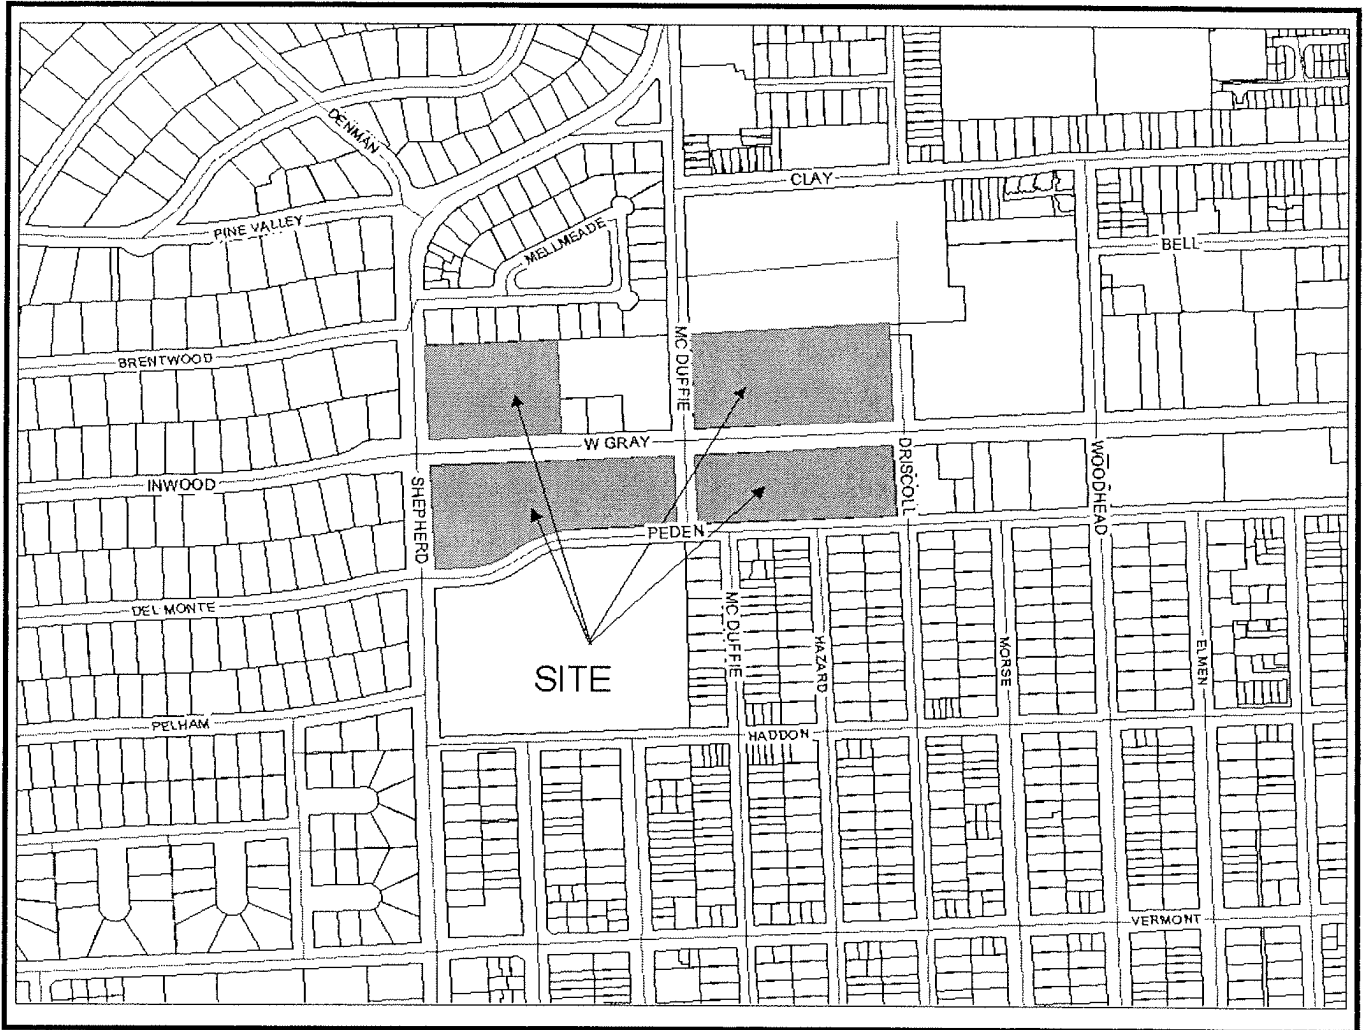 DENMAN
CLAY
PINE VALLEY
MELLMEADE
BELL
BRENTWOOD
MC DUFFIE
W GRAY
INWOOD
SHEPHERD
DRISCOLL
WOODHEAD
PEDEN
DEL MONTE
MC DUFFIE
HAZARD
MORSE
ELMEN
SITE
PELHAM
HADDON
VERMONT